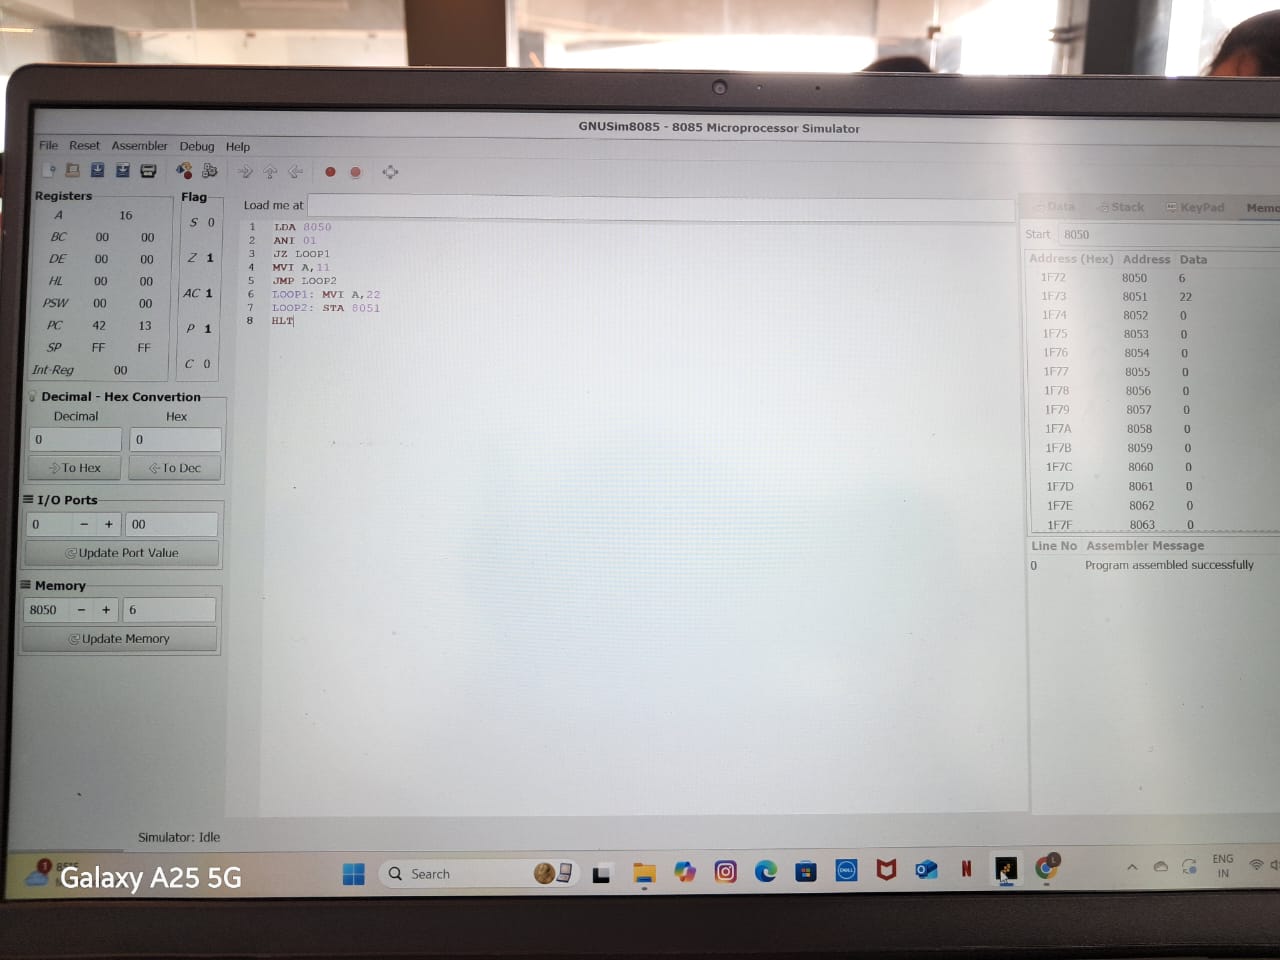 GNUSim8085 - 8085 Microprocessor Simulator
File Reset Assembler Debug Help
Registers
A 16
BC 00 00
DE 00 00
HL 00 00
PSW 00 00
PC 42 13
SP FF FF
Int-Reg 00
Flag
S 0
Z 1
AC 1
P 1
C 0
Decimal - Hex Convertion
Decimal Hex
0 0
To Hex To Dec
I/O Ports
0 - + 00
Update Port Value
Memory
8050 - + 6
Update Memory
Load me at
1 LDA 8050
2 ANI 01
3 JZ LOOP1
4 MVI A,11
5 JMP LOOP2
6 LOOP1: MVI A,22
7 LOOP2: STA 8051
8 HLT
Data Stack KeyPad Memo
Start 8050
Address (Hex) Address Data
1F72 8050 6
1F73 8051 22
1F74 8052 0
1F75 8053 0
1F76 8054 0
1F77 8055 0
1F78 8056 0
1F79 8057 0
1F7A 8058 0
1F7B 8059 0
1F7C 8060 0
1F7D 8061 0
1F7E 8062 0
1F7F 8063 0
Line No Assembler Message
0 Program assembled successfully
Simulator: Idle
1
Galaxy A25 5G
Search
DELL
N
L
ENG
IN